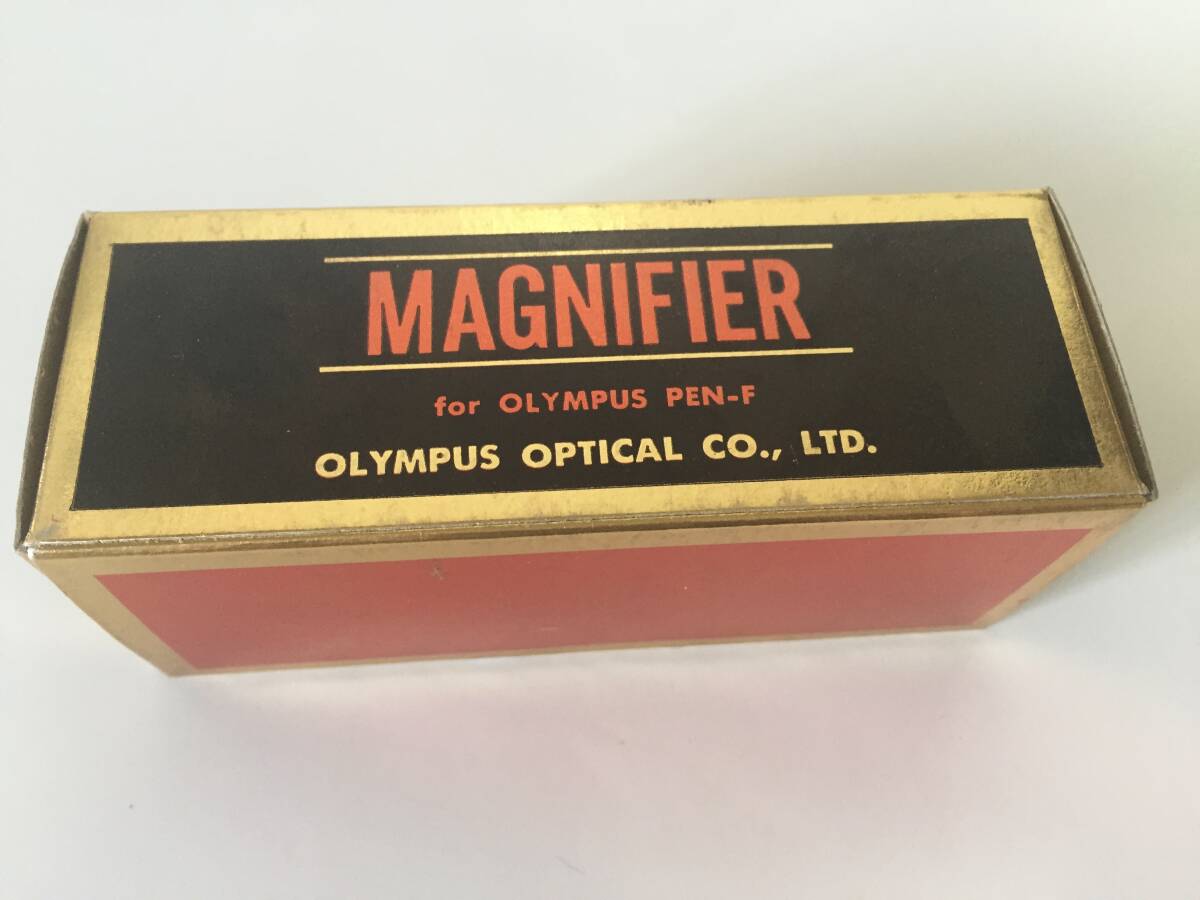 MAGNIFIER
for OLYMPUS PEN-F
OLYMPUS OPTICAL CO., LTD.